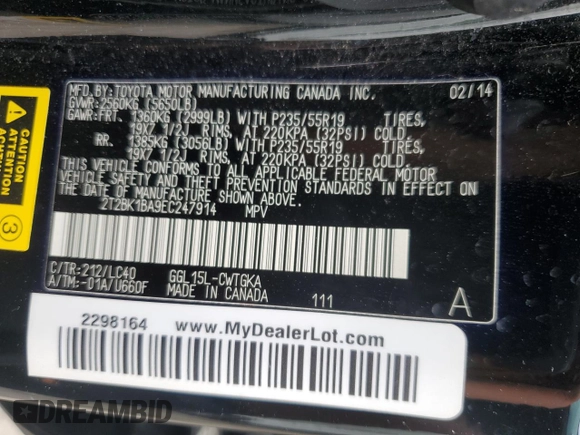 MFD.BY:TOYOTA MOTOR MANUFACTURING CANADA INC. 02/14
GVWR:2560KG (5650LB)
GAWR:FRT. 1360KG (2999LB) WITH P235/55R19 TIRES,
19X7 1/2J RIMS, AT 220KPA (32PSI) COLD.
RR. 1385KG (3056LB) WITH P235/55R19 TIRES,
19X7 1/2J RIMS, AT 220KPA (32PSI) COLD.
THIS VEHICLE CONFORMS TO ALL APPLICABLE FEDERAL MOTOR
VEHICLE SAFETY AND THEFT PREVENTION STANDARDS IN EFFECT ON
THE DATE OF MANUFACTURE SHOWN ABOVE.
2T2BK1BA9EC247914 MPV
C/TR:212/LC40 GGL15L-CWTGKA
A/TM:-01A/U660F MADE IN CANADA 111 A
CAUTION
ATTENTION
3
2298164 www.MyDealerLot.com
DREAMBID